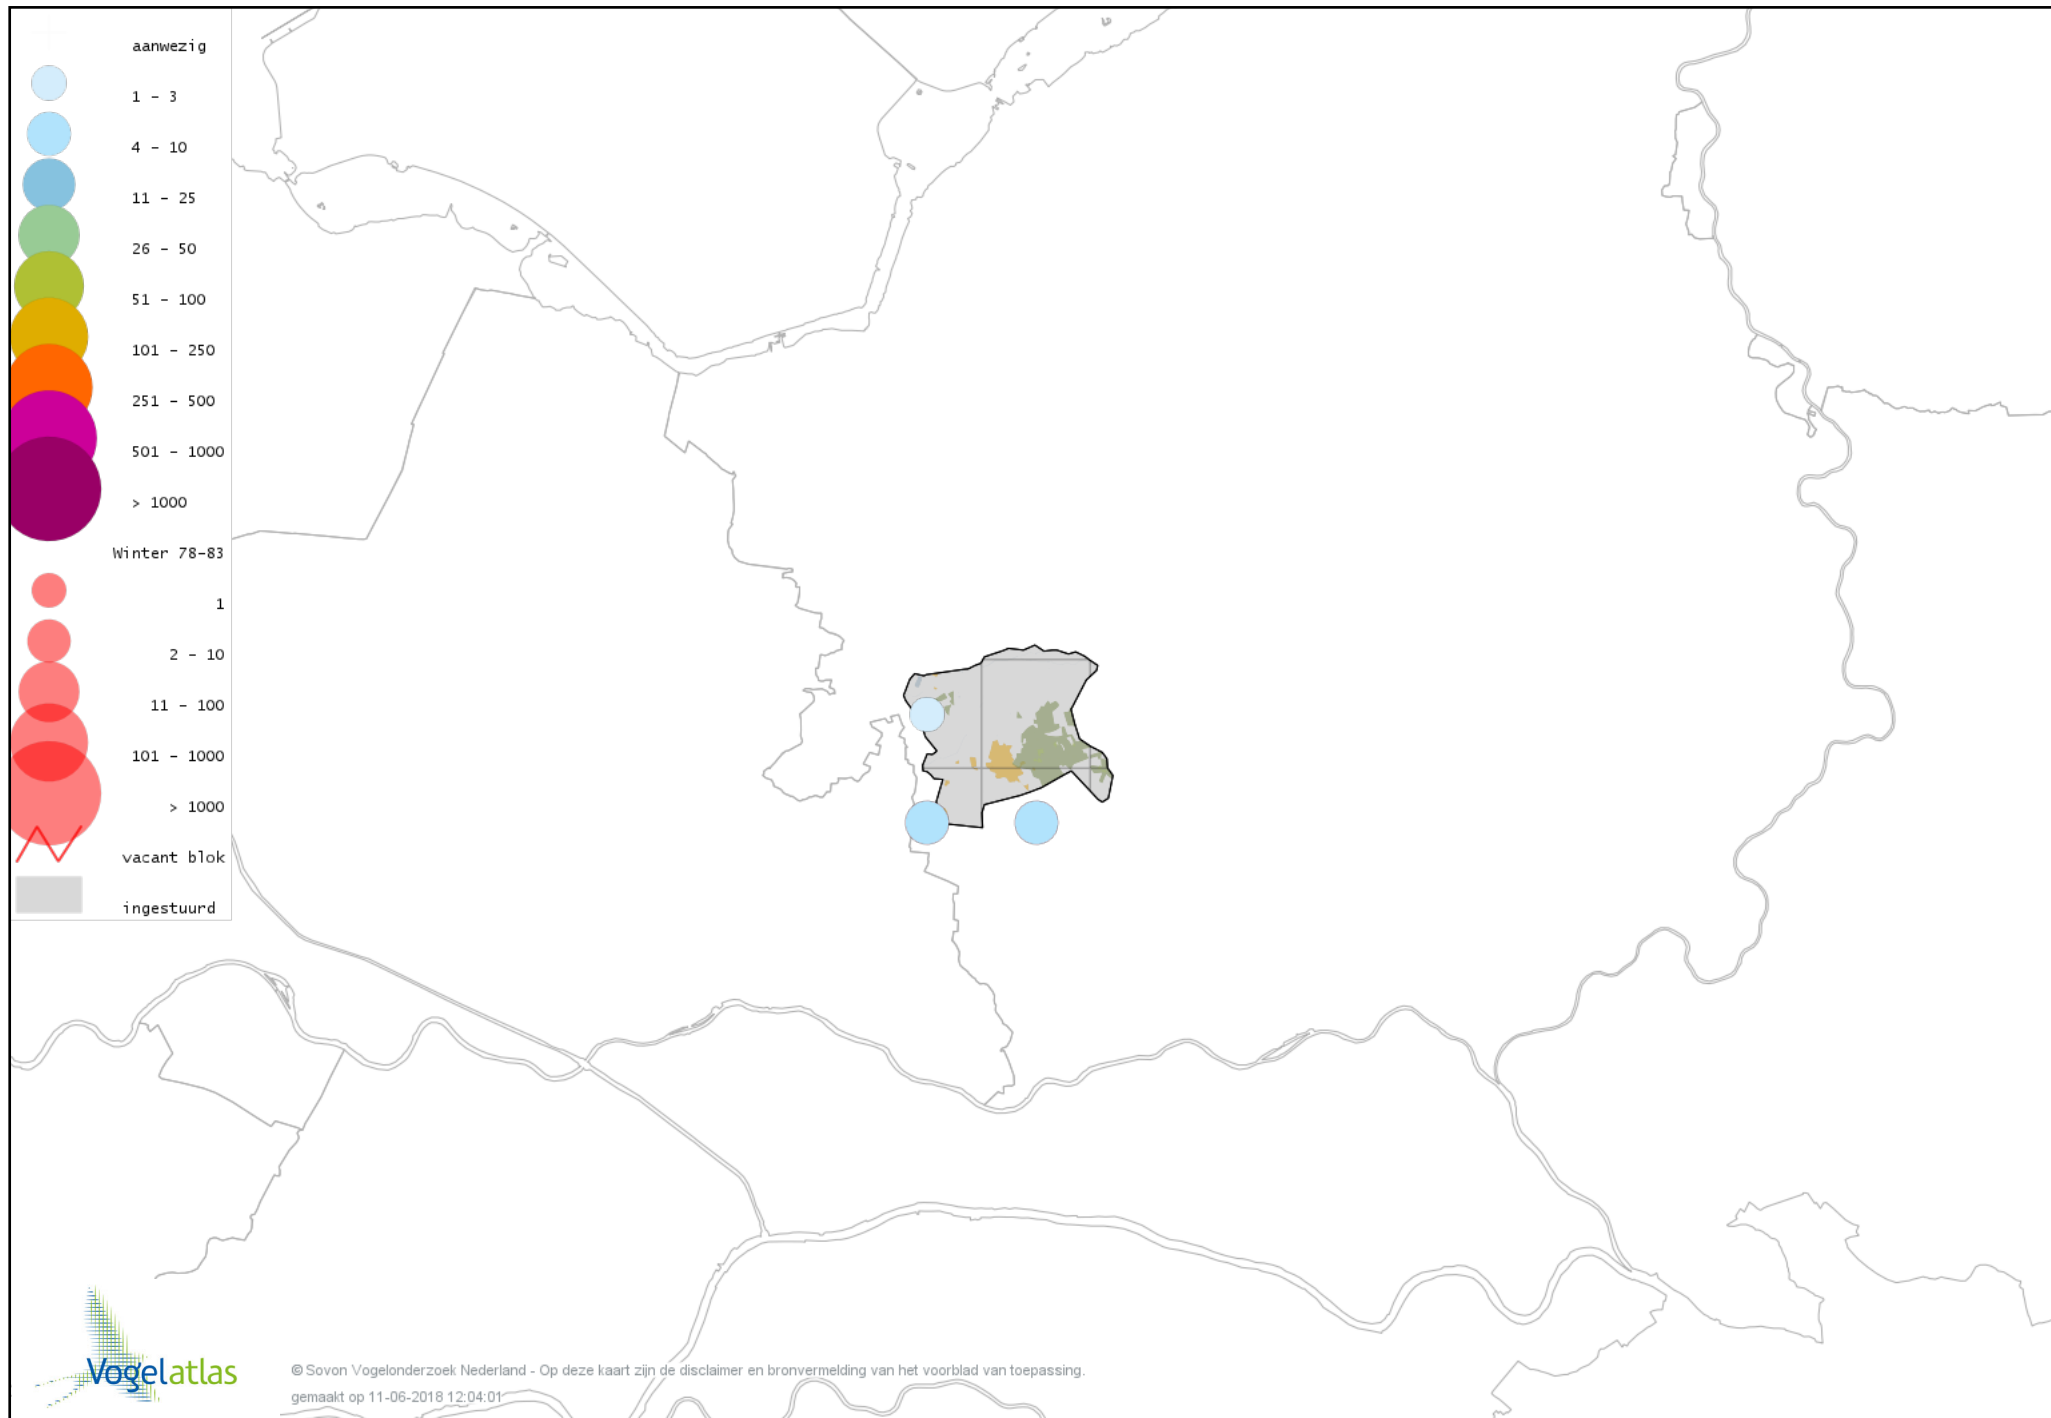 aanwezig
1 - 3
4 - 10
11 - 25
26 - 50
51 - 100
101 - 250
251 - 500
501 - 1000
> 1000
Winter 78-83
1
2 - 10
11 - 100
101 - 1000
> 1000
vacant blok
ingestuurd
Vogelatlas
© Sovon Vogelonderzoek Nederland - Op deze kaart zijn de disclaimer en bronvermelding van het voorblad van toepassing.
gemaakt op 11-06-2018 12:04:01